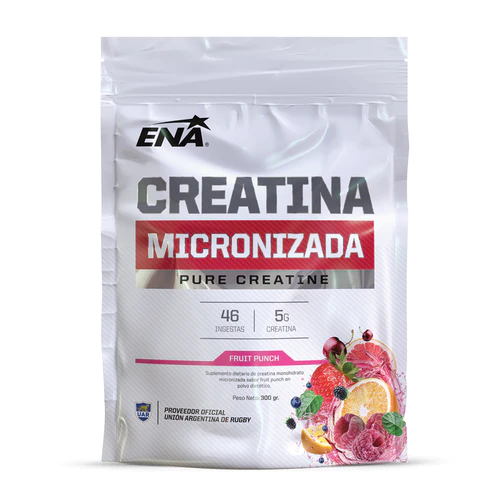 ENA®
CREATINA
MICRONIZADA
PURE CREATINE
46
INGESTAS
5G
CREATINA
FRUIT PUNCH
Suplemento dietario de creatina monohidrato
micronizada sabor fruit punch en
polvo dietético.
Peso Neto: 300 gr.
UAR
PROVEEDOR OFICIAL
UNIÓN ARGENTINA DE RUGBY